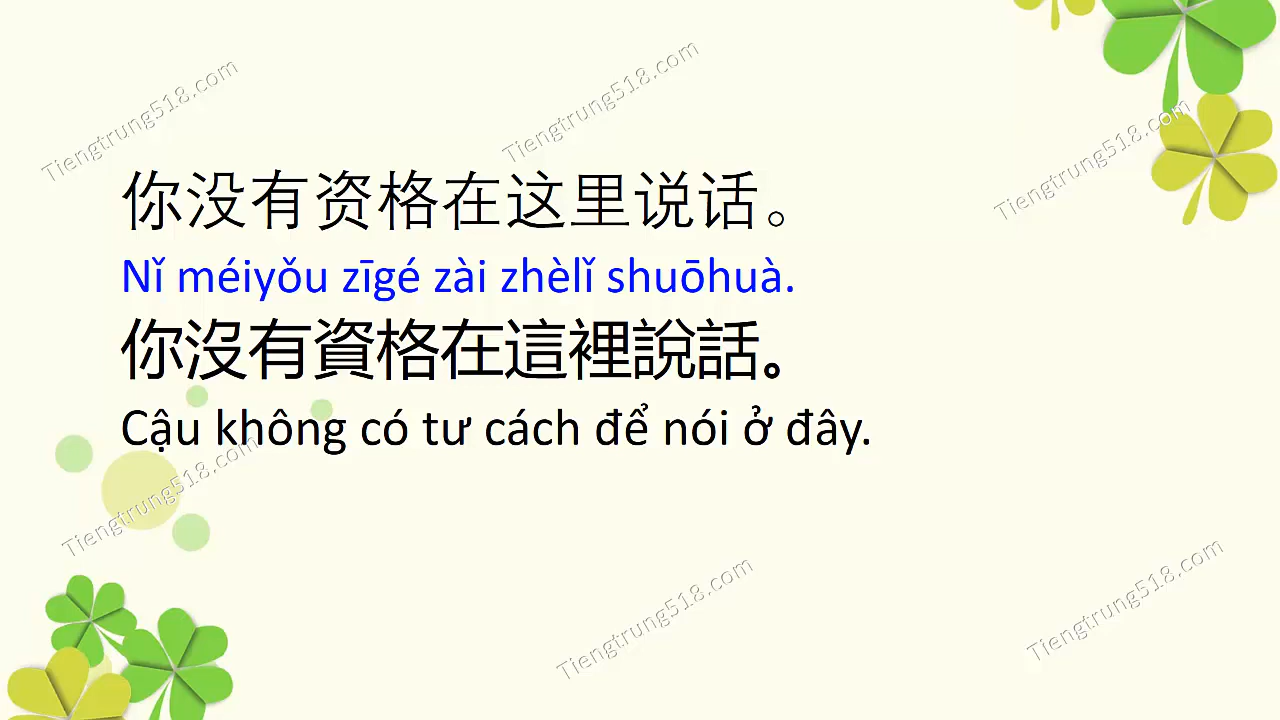 Tiengtrung518.com
Tiengtrung518.com
Tiengtrung518.com
你没有资格在这里说话。
Nǐ méiyǒu zīgé zài zhèlǐ shuōhuà.
你沒有資格在這裡說話。
Cậu không có tư cách để nói ở đây.
Tiengtrung518.com
Tiengtrung518.com
Tiengtrung518.com